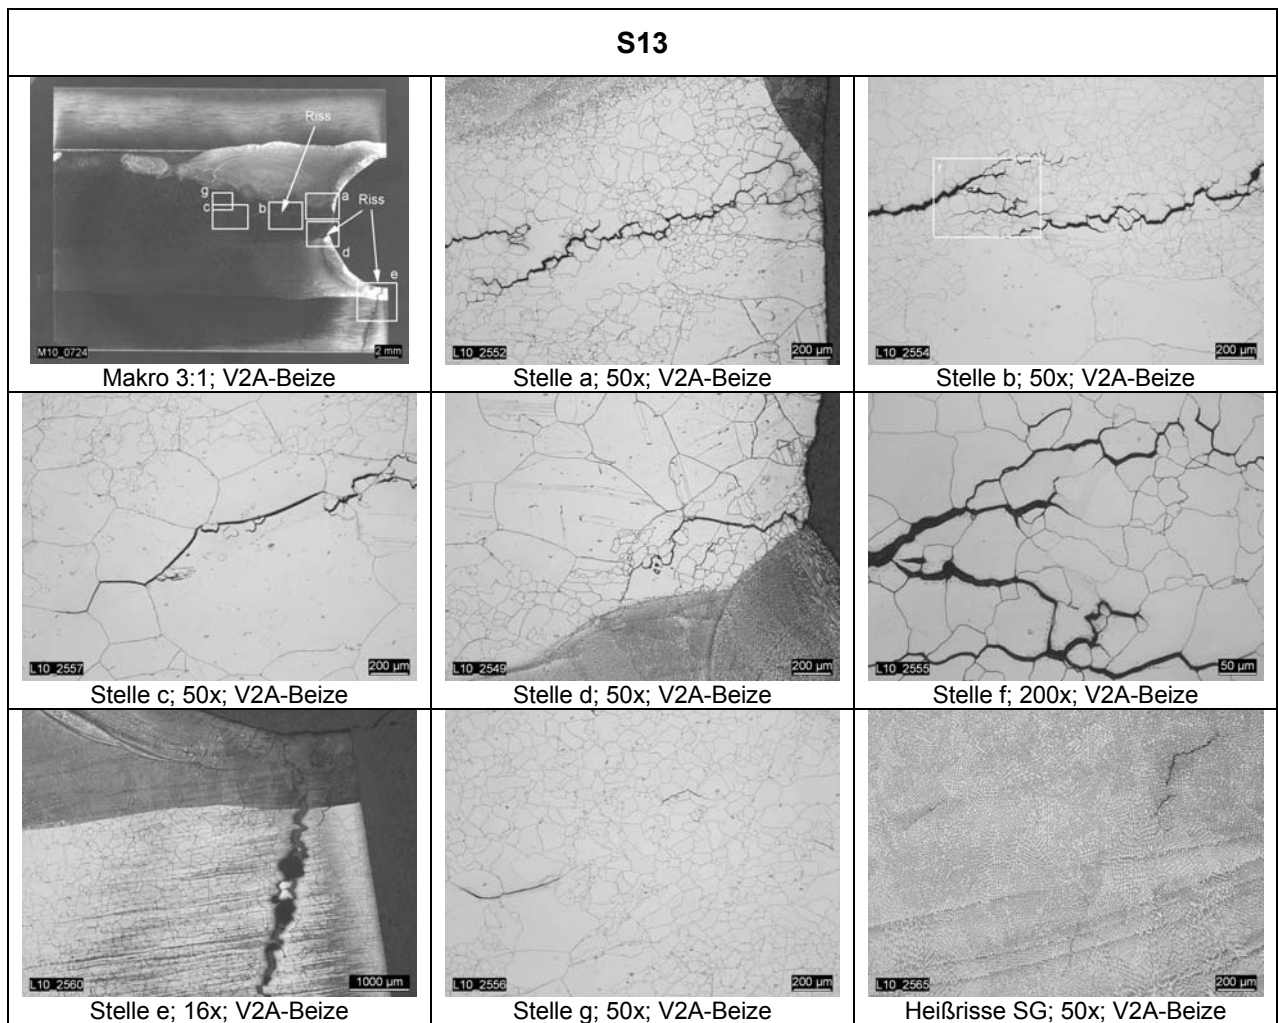 S13
Riss
g
c
b
a
Riss
d
e
M10_0724
2 mm
L10_2552
200 µm
f
L10_2554
200 µm
Makro 3:1; V2A-Beize
Stelle a; 50x; V2A-Beize
Stelle b; 50x; V2A-Beize
L10_2557
200 µm
L10_2549
200 µm
L10_2555
50 µm
Stelle c; 50x; V2A-Beize
Stelle d; 50x; V2A-Beize
Stelle f; 200x; V2A-Beize
L10_2560
1000 µm
L10_2556
200 µm
L10_2565
200 µm
Stelle e; 16x; V2A-Beize
Stelle g; 50x; V2A-Beize
Heißrisse SG; 50x; V2A-Beize